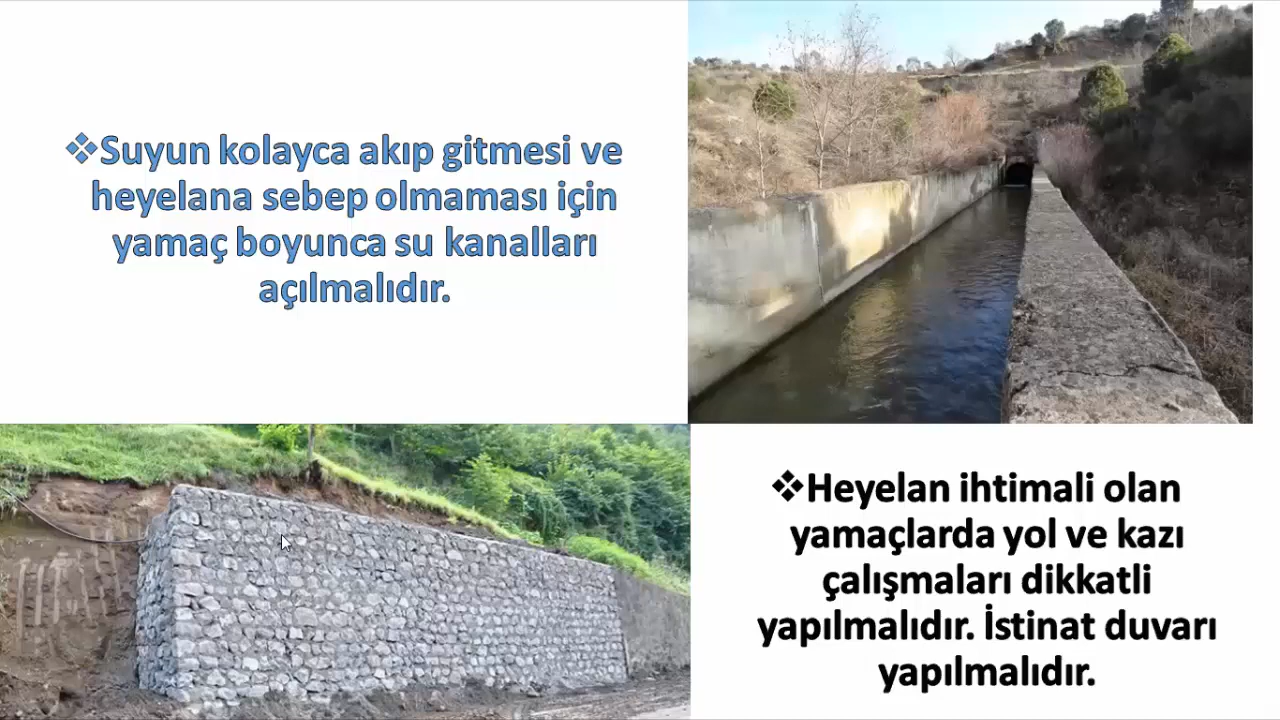 ❖Suyun kolayca akıp gitmesi ve
heyelana sebep olmaması için
yamaç boyunca su kanalları
açılmalıdır.
❖Heyelan ihtimali olan
yamaçlarda yol ve kazı
çalışmaları dikkatli
yapılmalıdır. İstinat duvarı
yapılmalıdır.